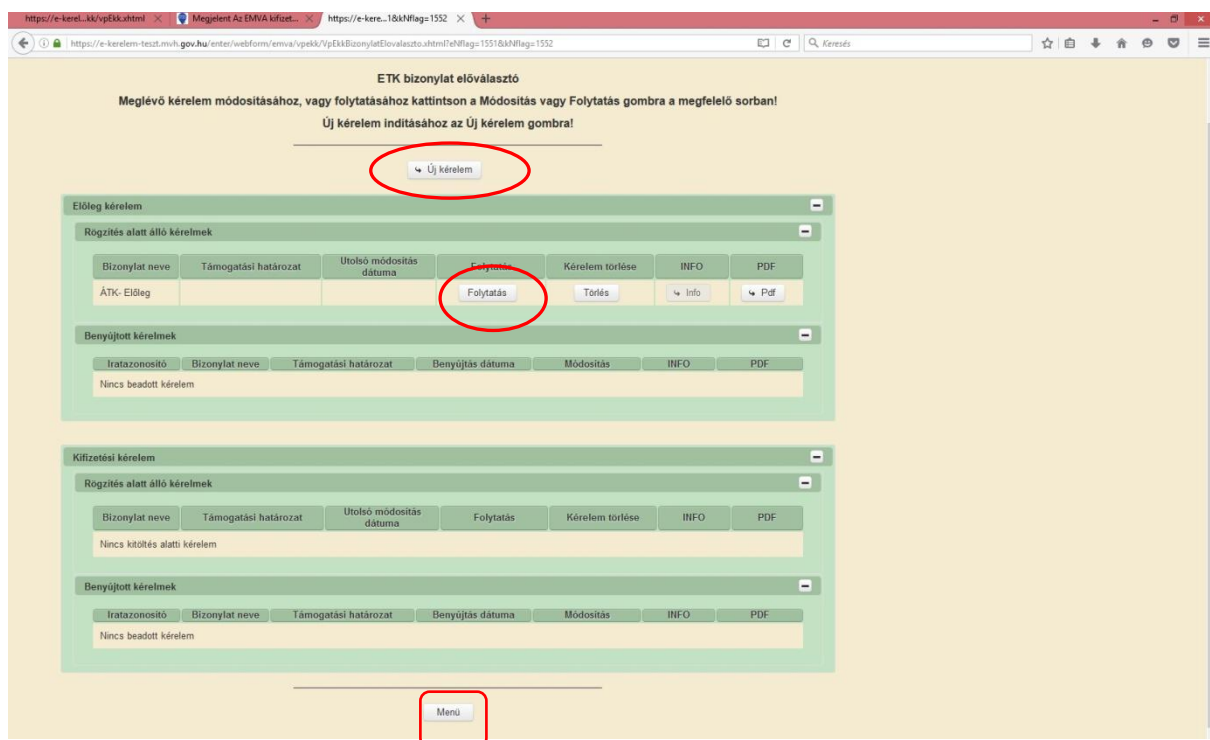 https://e-kerel...kk/vpEkk.xhtml
Megjelent Az EMVA kifizet...
https://e-kere...1&kNflag=1552
https://e-kerelem-teszt.mvh.gov.hu/enter/webform/emva/vpekk/VpEkkBizonylatElovalaszto.xhtml?eNflag=1551&kNflag=1552
Keresés
ETK bizonylat előválasztó
Meglévő kérelem módosításához, vagy folytatásához kattintson a Módosítás vagy Folytatás gombra a megfelelő sorban!
Új kérelem indításához az Új kérelem gombra!
Új kérelem
Előleg kérelem
Rögzítés alatt álló kérelmek
Bizonylat neve Támogatási határozat Utolsó módosítás dátuma Folytatás Kérelem törlése INFO PDF
ÁTK- Előleg Folytatás Törlés Info Pdf
Benyújtott kérelmek
Iratazonosító Bizonylat neve Támogatási határozat Benyújtás dátuma Módosítás INFO PDF
Nincs beadott kérelem
Kifizetési kérelem
Rögzítés alatt álló kérelmek
Bizonylat neve Támogatási határozat Utolsó módosítás dátuma Folytatás Kérelem törlése INFO PDF
Nincs kitöltés alatti kérelem
Benyújtott kérelmek
Iratazonosító Bizonylat neve Támogatási határozat Benyújtás dátuma Módosítás INFO PDF
Nincs beadott kérelem
Menü